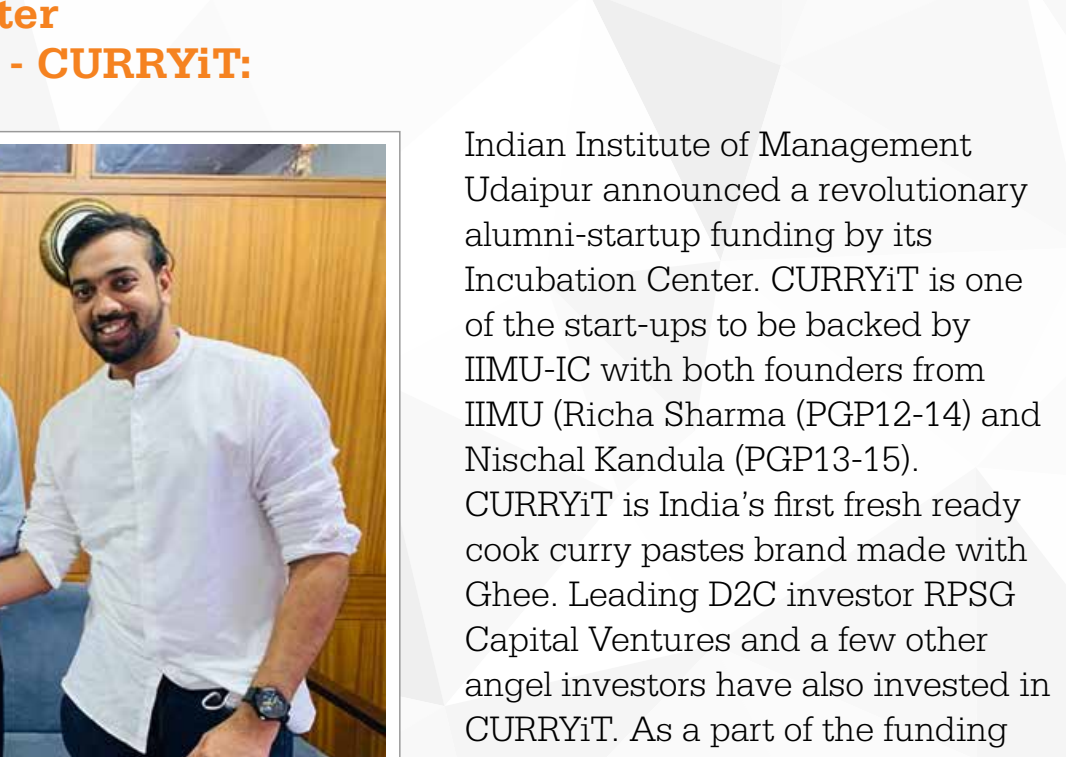 - CURRYiT:
Indian Institute of Management
Udaipur announced a revolutionary
alumni-startup funding by its
Incubation Center. CURRYiT is one
of the start-ups to be backed by
IIMU-IC with both founders from
IIMU (Richa Sharma (PGP12-14) and
Nischal Kandula (PGP13-15).
CURRYiT is India’s first fresh ready
cook curry pastes brand made with
Ghee. Leading D2C investor RPSG
Capital Ventures and a few other
angel investors have also invested in
CURRYiT. As a part of the funding